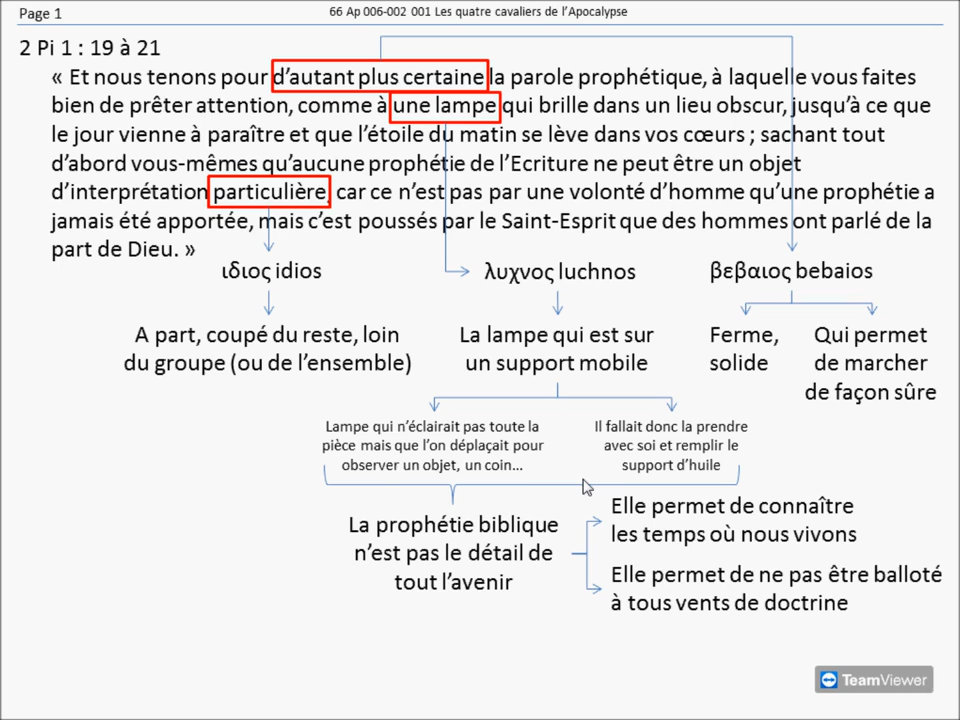 Page 1
66 Ap 006-002 001 Les quatre cavaliers de l’Apocalypse
2 Pi 1 : 19 à 21
« Et nous tenons pour d’autant plus certaine la parole prophétique, à laquelle vous faites
bien de prêter attention, comme à une lampe qui brille dans un lieu obscur, jusqu’à ce que
le jour vienne à paraître et que l’étoile du matin se lève dans vos cœurs ; sachant tout
d’abord vous-mêmes qu’aucune prophétie de l’Ecriture ne peut être un objet
d’interprétation particulière, car ce n’est pas par une volonté d’homme qu’une prophétie a
jamais été apportée, mais c’est poussés par le Saint-Esprit que des hommes ont parlé de la
part de Dieu. »
ιδιος idios
λυχνος luchnos
βεβαιος bebaios
A part, coupé du reste, loin
du groupe (ou de l’ensemble)
La lampe qui est sur
un support mobile
Ferme,
solide
Qui permet
de marcher
de façon sûre
Lampe qui n’éclairait pas toute la
pièce mais que l’on déplaçait pour
observer un objet, un coin…
Il fallait donc la prendre
avec soi et remplir le
support d’huile
La prophétie biblique
n’est pas le détail de
tout l’avenir
Elle permet de connaître
les temps où nous vivons
Elle permet de ne pas être balloté
à tous vents de doctrine
TeamViewer